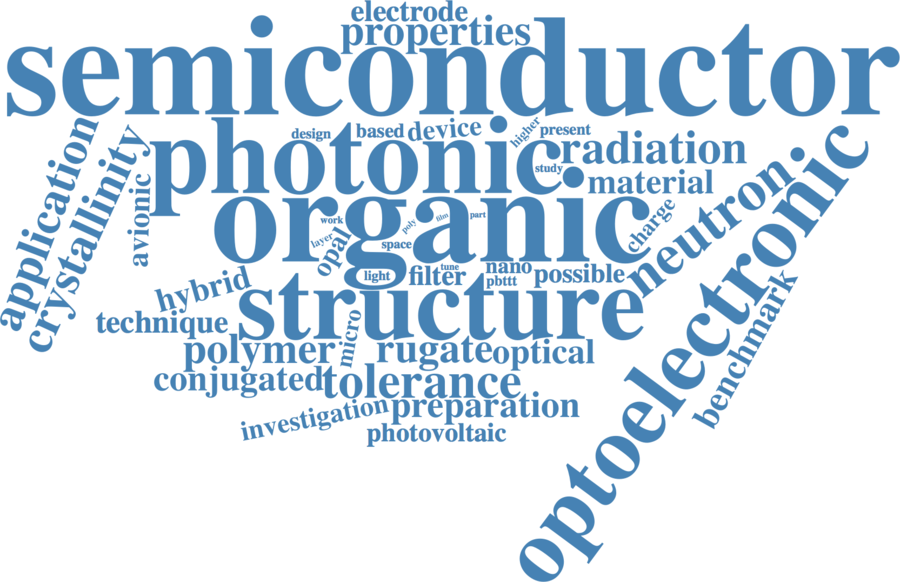 electrode
properties
semiconductor
photonic
design
based
device
higher
present
study
radiation
material
application
crystallinity
avionic
organic
work
layer
opal
space
poly
film
part
charge
neutron
optoelectronic
light
filter
tune
nano
pbttt
possible
hybrid
structure
technique
micro
polymer
rugate
optical
benchmark
conjugated
tolerance
investigation
preparation
photovoltaic